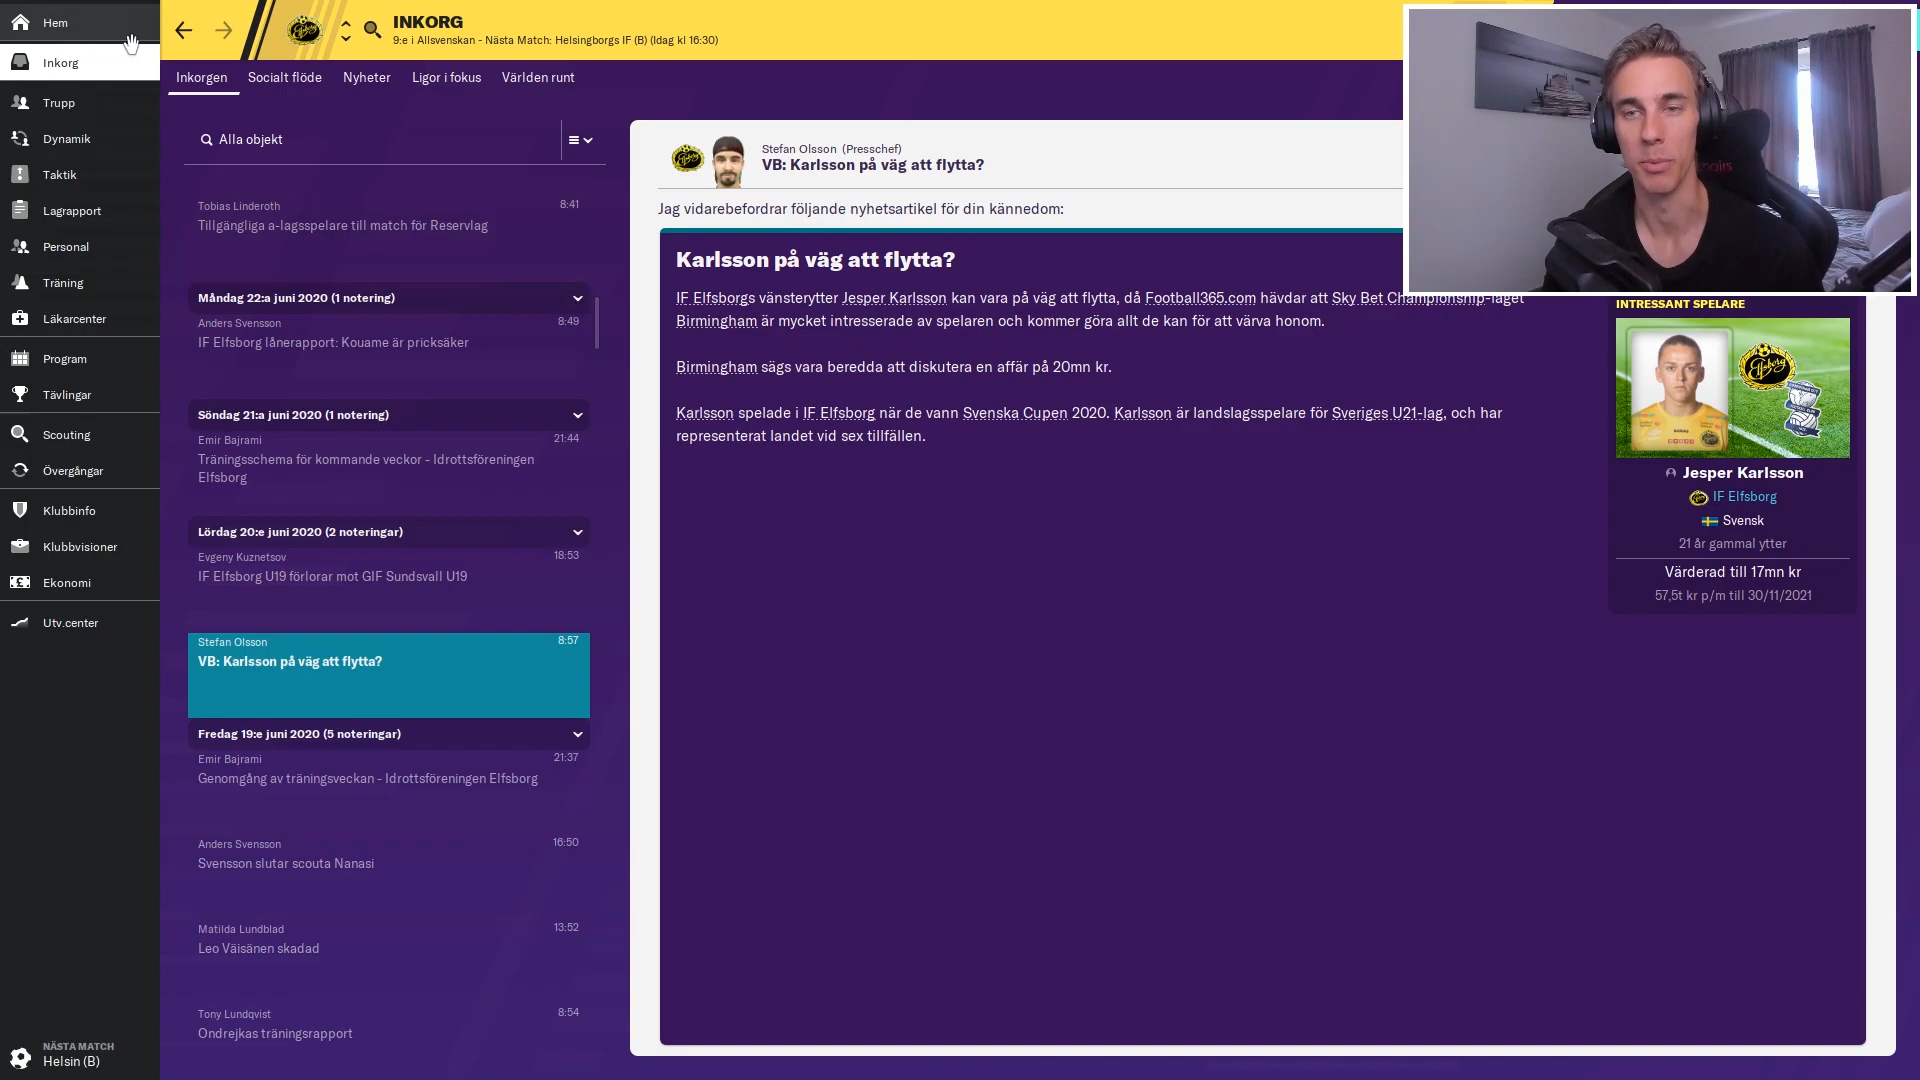 Hem
Inkorg
Trupp
Dynamik
Taktik
Lagrapport
Personal
Träning
Läkarcenter
Program
Tävlingar
Scouting
Övergångar
Klubbinfo
Klubbvisioner
Ekonomi
Utv.center
NÄSTA MATCH
Helsin (B)
INKORG
9:e i Allsvenskan - Nästa Match: Helsingborgs IF (B) (Idag kl 16:30)
Inkorgen Socialt flöde Nyheter Ligor i fokus Världen runt
Alla objekt
Tobias Linderoth 8:41
Tillgängliga a-lagsspelare till match för Reservlag
Måndag 22:a juni 2020 (1 notering)
Anders Svensson 8:49
IF Elfsborg lånerapport: Kouame är pricksäker
Söndag 21:a juni 2020 (1 notering)
Emir Bajrami 21:44
Träningsschema för kommande veckor - Idrottsföreningen
Elfsborg
Lördag 20:e juni 2020 (2 noteringar)
Evgeny Kuznetsov 18:53
IF Elfsborg U19 förlorar mot GIF Sundsvall U19
Stefan Olsson 8:57
VB: Karlsson på väg att flytta?
Fredag 19:e juni 2020 (5 noteringar)
Emir Bajrami 21:37
Genomgång av träningsveckan - Idrottsföreningen Elfsborg
Anders Svensson 16:50
Svensson slutar scouta Nanasi
Matilda Lundblad 13:52
Leo Väisänen skadad
Tony Lundqvist 8:54
Ondrejkas träningsrapport
Stefan Olsson (Presschef)
VB: Karlsson på väg att flytta?
Jag vidarebefordrar följande nyhetsartikel för din kännedom:
Karlsson på väg att flytta?
IF Elfsborgs vänsterytter Jesper Karlsson kan vara på väg att flytta, då Football365.com hävdar att Sky Bet Championship-laget
Birmingham är mycket intresserade av spelaren och kommer göra allt de kan för att värva honom.
Birmingham sägs vara beredda att diskutera en affär på 20mn kr.
Karlsson spelade i IF Elfsborg när de vann Svenska Cupen 2020. Karlsson är landslagsspelare för Sveriges U21-lag, och har
representerat landet vid sex tillfällen.
INTRESSANT SPELARE
Elfsborg
Jesper Karlsson
IF Elfsborg
Svensk
21 år gammal ytter
Värderad till 17mn kr
57,5t kr p/m till 30/11/2021